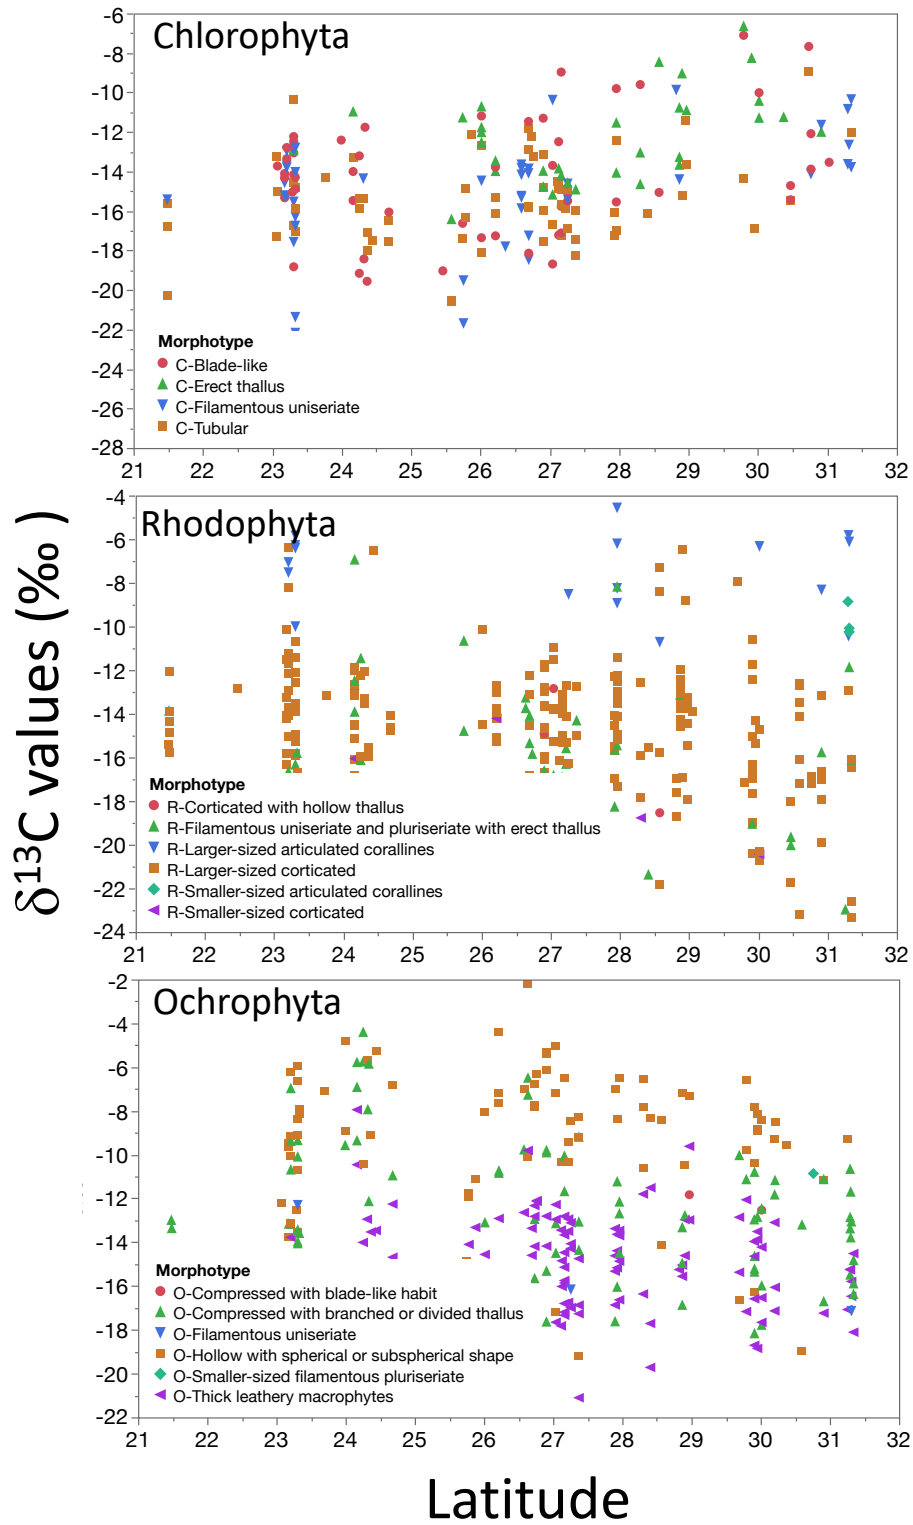 Chlorophyta
-6
-8
-10
-12
-14
-16
-18
-20
-22
-24
-26
-28
Morphotype
C-Blade-like
C-Erect thallus
C-Filamentous uniseriate
C-Tubular
21 22 23 24 25 26 27 28 29 30 31 32
δ13C values (‰)
Rhodophyta
-4
-6
-8
-10
-12
-14
-16
-18
-20
-22
-24
Morphotype
R-Corticated with hollow thallus
R-Filamentous uniseriate and pluriseriate with erect thallus
R-Larger-sized articulated corallines
R-Larger-sized corticated
R-Smaller-sized articulated corallines
R-Smaller-sized corticated
21 22 23 24 25 26 27 28 29 30 31 32
Ochrophyta
-2
-4
-6
-8
-10
-12
-14
-16
-18
-20
-22
Morphotype
O-Compressed with blade-like habit
O-Compressed with branched or divided thallus
O-Filamentous uniseriate
O-Hollow with spherical or subspherical shape
O-Smaller-sized filamentous pluriseriate
O-Thick leathery macrophytes
21 22 23 24 25 26 27 28 29 30 31 32
Latitude